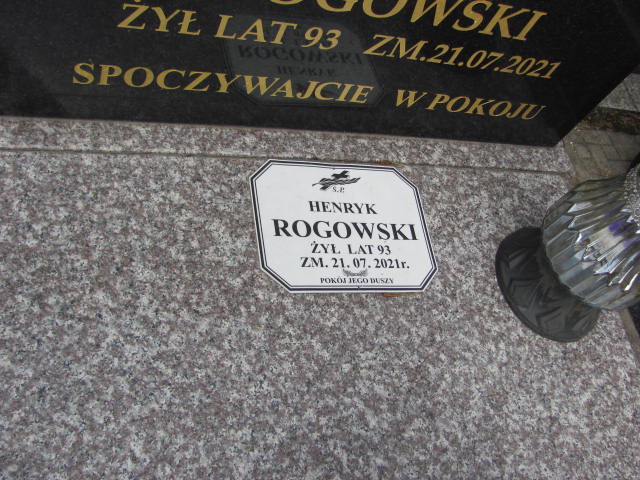 ROGOWSKI
ŻYŁ LAT 93 ZM. 21.07.2021
SPOCZYWAJCIE W POKOJU
Ś.P.
HENRYK
ROGOWSKI
ŻYŁ LAT 93
ZM. 21. 07. 2021r.
POKÓJ JEGO DUSZY